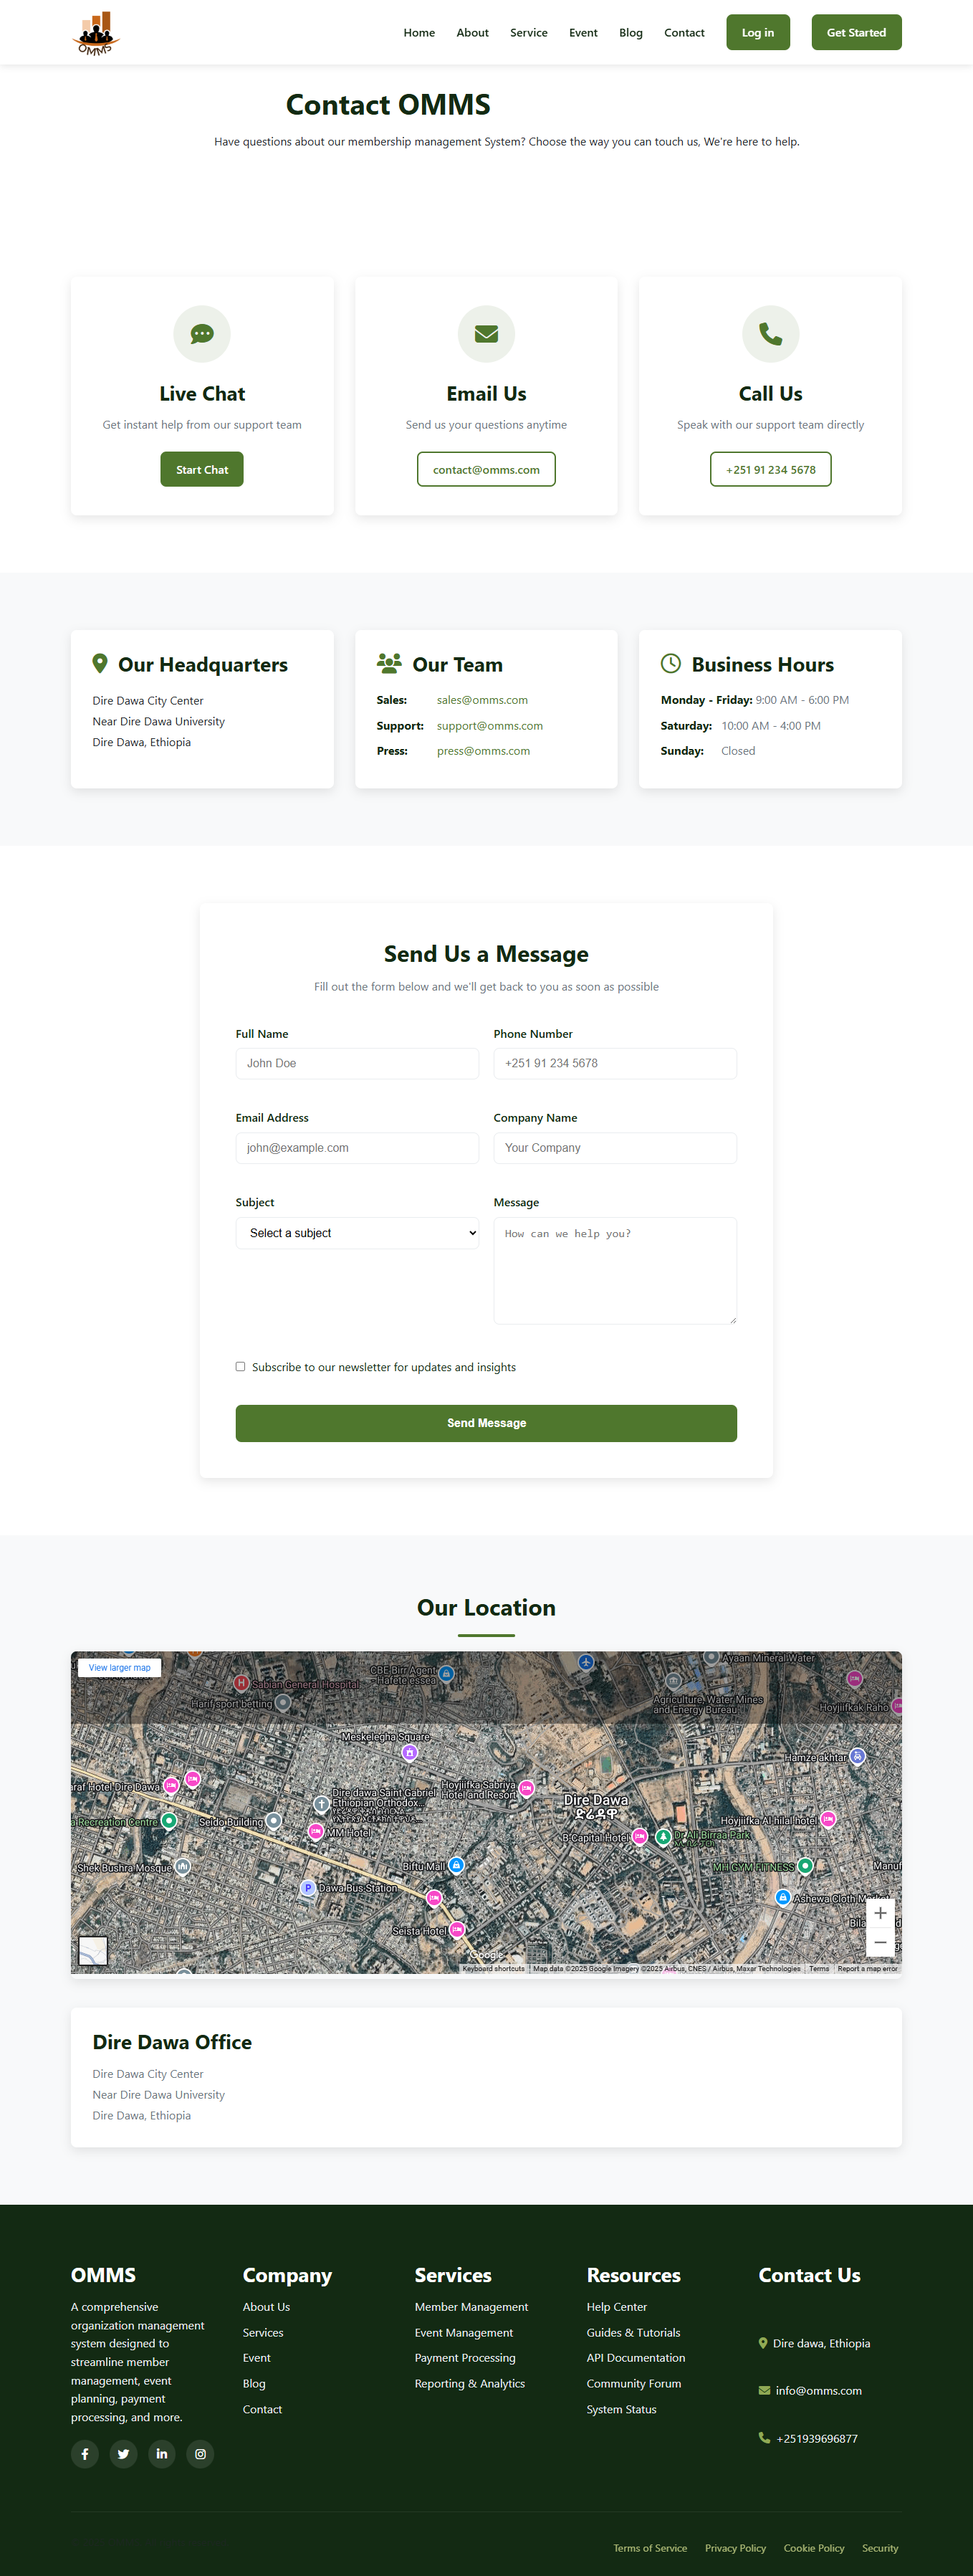 OMMS
Home
About
Service
Event
Blog
Contact
Log in
Get Started
Contact OMMS
Have questions about our membership management System? Choose the way you can touch us, We're here to help.
Live Chat
Get instant help from our support team
Start Chat
Email Us
Send us your questions anytime
contact@omms.com
Call Us
Speak with our support team directly
+251 91 234 5678
Our Headquarters
Dire Dawa City Center
Near Dire Dawa University
Dire Dawa, Ethiopia
Our Team
Sales: sales@omms.com
Support: support@omms.com
Press: press@omms.com
Business Hours
Monday - Friday: 9:00 AM - 6:00 PM
Saturday: 10:00 AM - 4:00 PM
Sunday: Closed
Send Us a Message
Fill out the form below and we'll get back to you as soon as possible
Full Name
John Doe
Phone Number
+251 91 234 5678
Email Address
john@example.com
Company Name
Your Company
Subject
Select a subject
Message
How can we help you?
Subscribe to our newsletter for updates and insights
Send Message
Our Location
View larger map
CBE Birr Agent
- Hafete essea
Ayaan Mineral Water
Sabian General Hospital
Harif sport betting
Agriculture, Water Mines
and Energy Bureau
Hoyjiifkak Raho
Meskelegha Square
Hamze akhtar
araf Hotel Dire Dawa
Dire dawa Saint Gabriel
Ethiopian Orthodox...
Hoyjiifka Sabriya
Hotel and Resort
Dire Dawa
ድሬዳዋ
a Recreation Centre
Seido Building
MM Hotel
B Capital Hotel
Dr Ali Birraa Park
Hoyjiifka Al-hilal hotel
Shek Bushra Mosque
Biftu Mall
MH GYM FITNESS
Manuf
P
Dawa Bus Station
Ashewa Cloth Market
Seista Hotel
Google
Keyboard shortcuts
Map data ©2025 Google Imagery ©2025 Airbus, CNES / Airbus, Maxar Technologies
Terms
Report a map error
Dire Dawa Office
Dire Dawa City Center
Near Dire Dawa University
Dire Dawa, Ethiopia
OMMS
A comprehensive
organization management
system designed to
streamline member
management, event
planning, payment
processing, and more.
Company
About Us
Services
Event
Blog
Contact
Services
Member Management
Event Management
Payment Processing
Reporting & Analytics
Resources
Help Center
Guides & Tutorials
API Documentation
Community Forum
System Status
Contact Us
Dire dawa, Ethiopia
info@omms.com
+251939696877
Terms of Service
Privacy Policy
Cookie Policy
Security